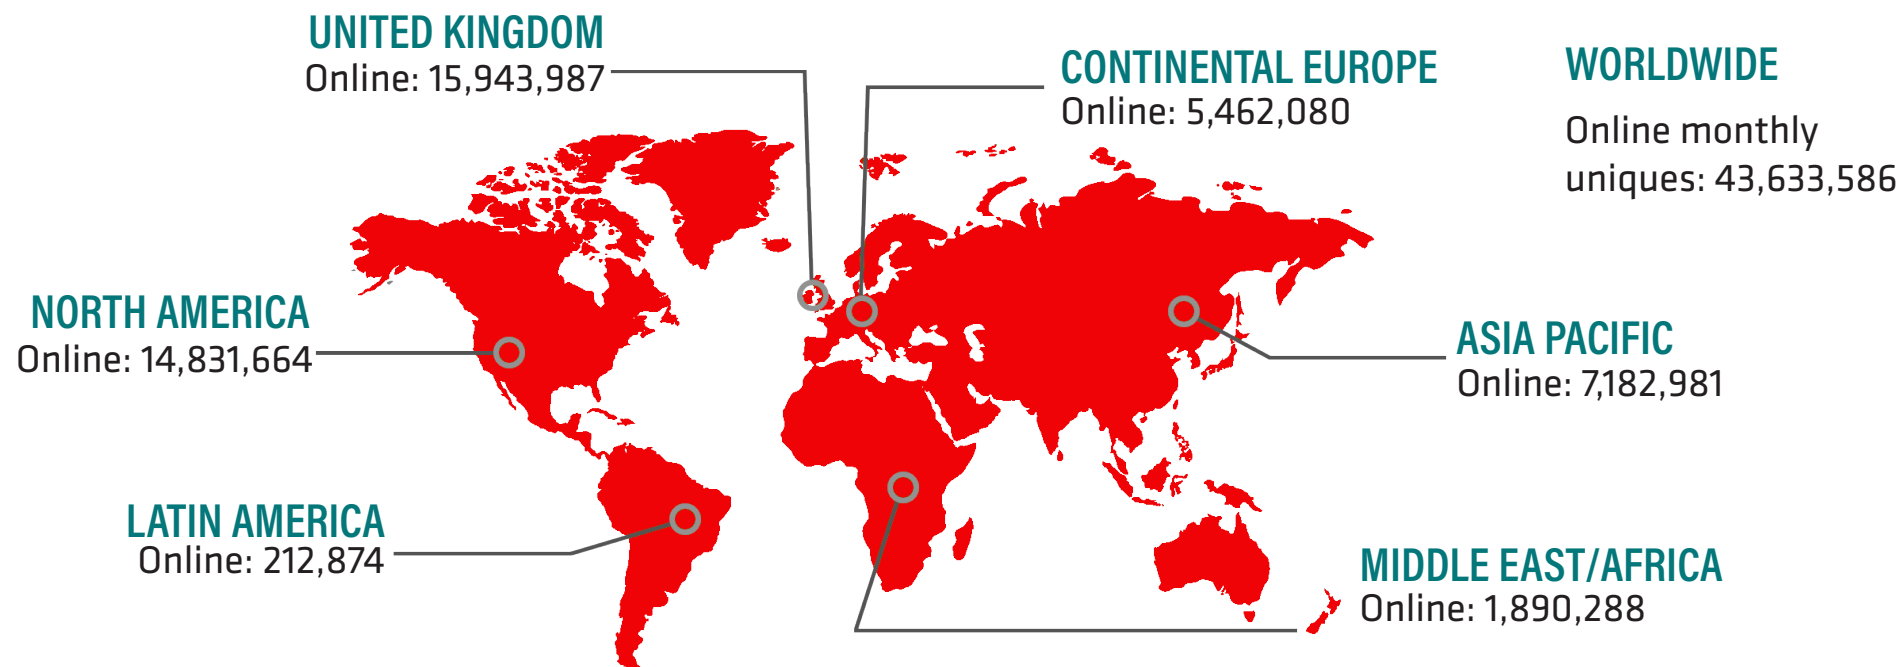 UNITED KINGDOM
Online: 15,943,987
CONTINENTAL EUROPE
Online: 5,462,080
WORLDWIDE
Online monthly
uniques: 43,633,586
NORTH AMERICA
Online: 14,831,664
ASIA PACIFIC
Online: 7,182,981
LATIN AMERICA
Online: 212,874
MIDDLE EAST/AFRICA
Online: 1,890,288